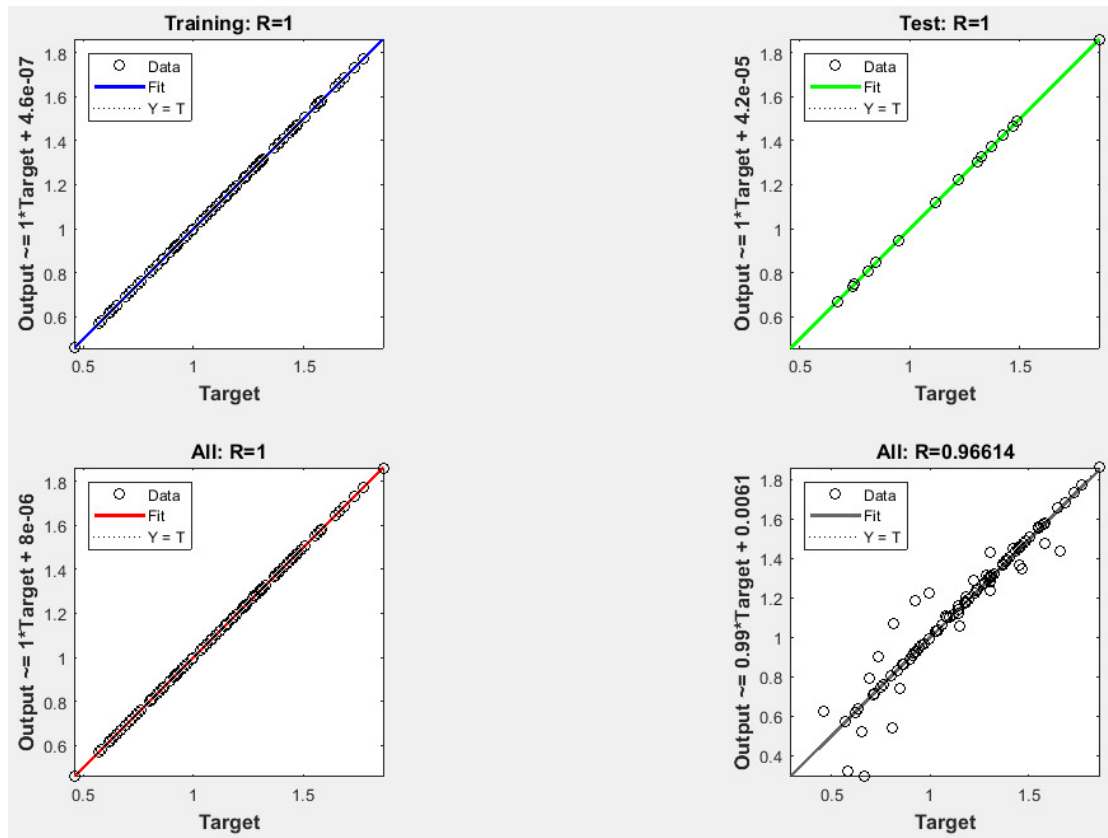 Training: R=1
Output ~= 1*Target + 4.6e-07
1.8
1.6
1.4
1.2
1
0.8
0.6
Data
Fit
Y = T
0.5
1
1.5
Target
Test: R=1
Output ~= 1*Target + 4.2e-05
1.8
1.6
1.4
1.2
1
0.8
0.6
Data
Fit
Y = T
0.5
1
1.5
Target
All: R=1
Output ~= 1*Target + 8e-06
1.8
1.6
1.4
1.2
1
0.8
0.6
Data
Fit
Y = T
0.5
1
1.5
Target
All: R=0.96614
Output ~= 0.99*Target + 0.0061
1.8
1.6
1.4
1.2
1
0.8
0.6
0.4
Data
Fit
Y = T
0.5
1
1.5
Target